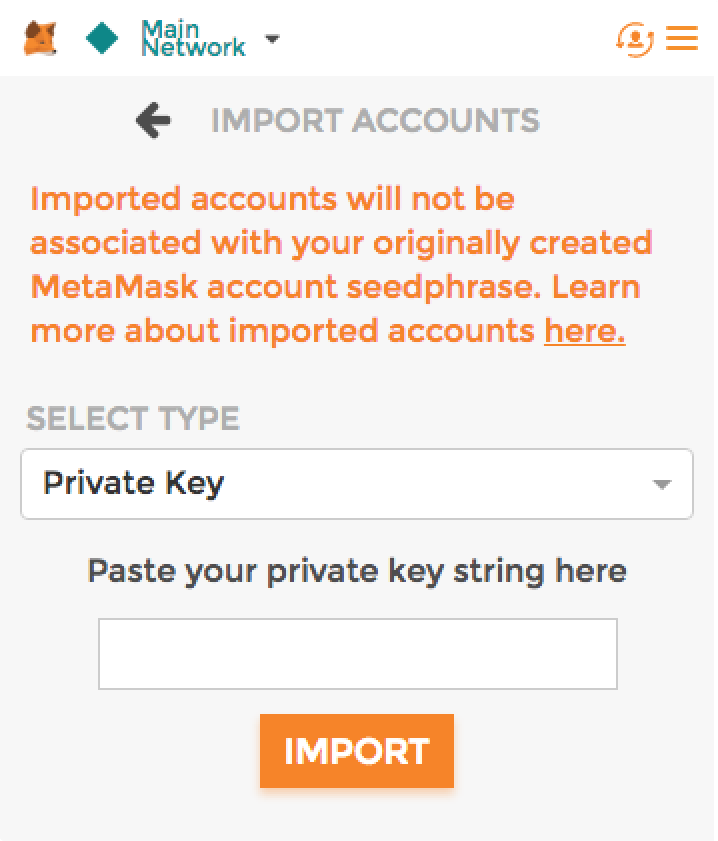 Main
Network
IMPORT ACCOUNTS
Imported accounts will not be
associated with your originally created
MetaMask account seedphrase. Learn
more about imported accounts here.
SELECT TYPE
Private Key
Paste your private key string here
IMPORT